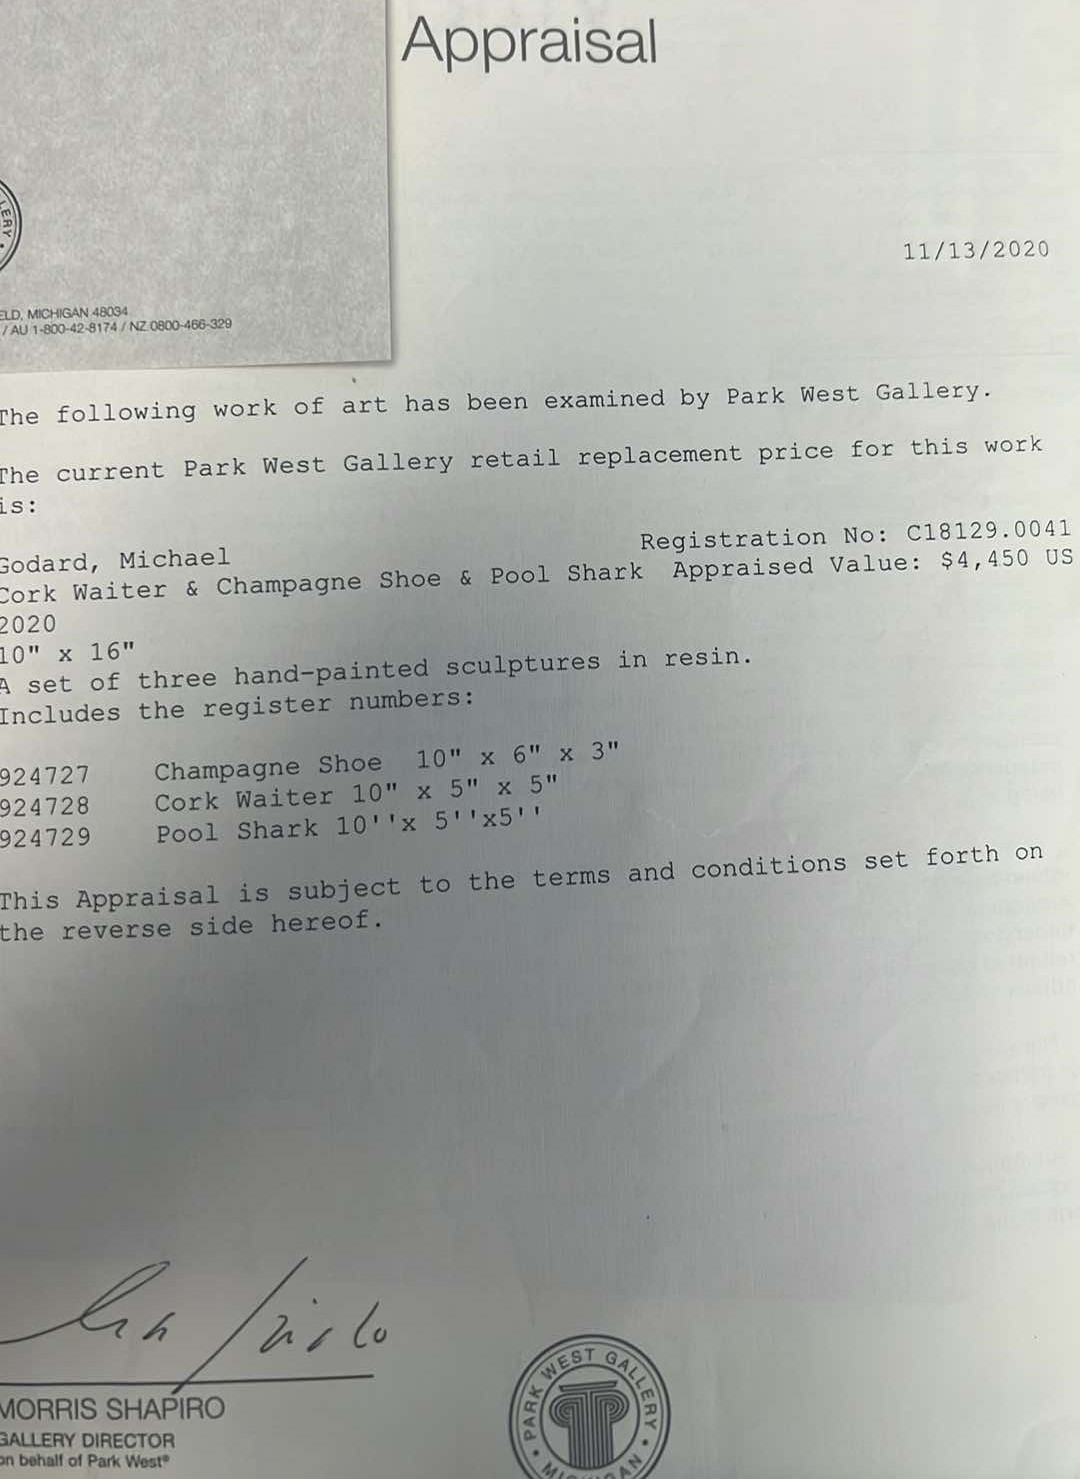 Appraisal
11/13/2020
LERY
ELD, MICHIGAN 48034
/ AU 1-800-42-8174 / NZ 0800-466-329
The following work of art has been examined by Park West Gallery.
The current Park West Gallery retail replacement price for this work
is:
Godard, Michael
Registration No: C18129.0041
Cork Waiter & Champagne Shoe & Pool Shark Appraised Value: $4,450 US
2020
10" x 16"
A set of three hand-painted sculptures in resin.
Includes the register numbers:
924727 Champagne Shoe 10" x 6" x 3"
924728 Cork Waiter 10" x 5" x 5"
924729 Pool Shark 10''x 5''x5''
This Appraisal is subject to the terms and conditions set forth on
the reverse side hereof.
MORRIS SHAPIRO
GALLERY DIRECTOR
on behalf of Park West®
PARK WEST GALLERY
MICHIGAN